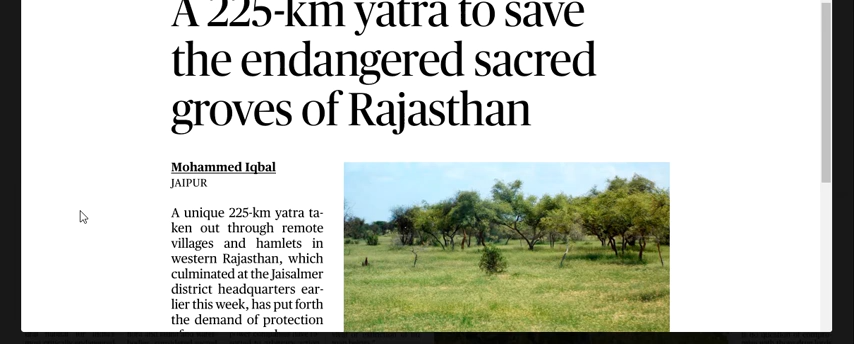 A 225-km yatra to save
the endangered sacred
groves of Rajasthan
Mohammed Iqbal
JAIPUR
A unique 225-km yatra ta-
ken out through remote
villages and hamlets in
western Rajasthan, which
culminated at the Jaisalmer
district headquarters ear-
lier this week, has put forth
the demand of protection